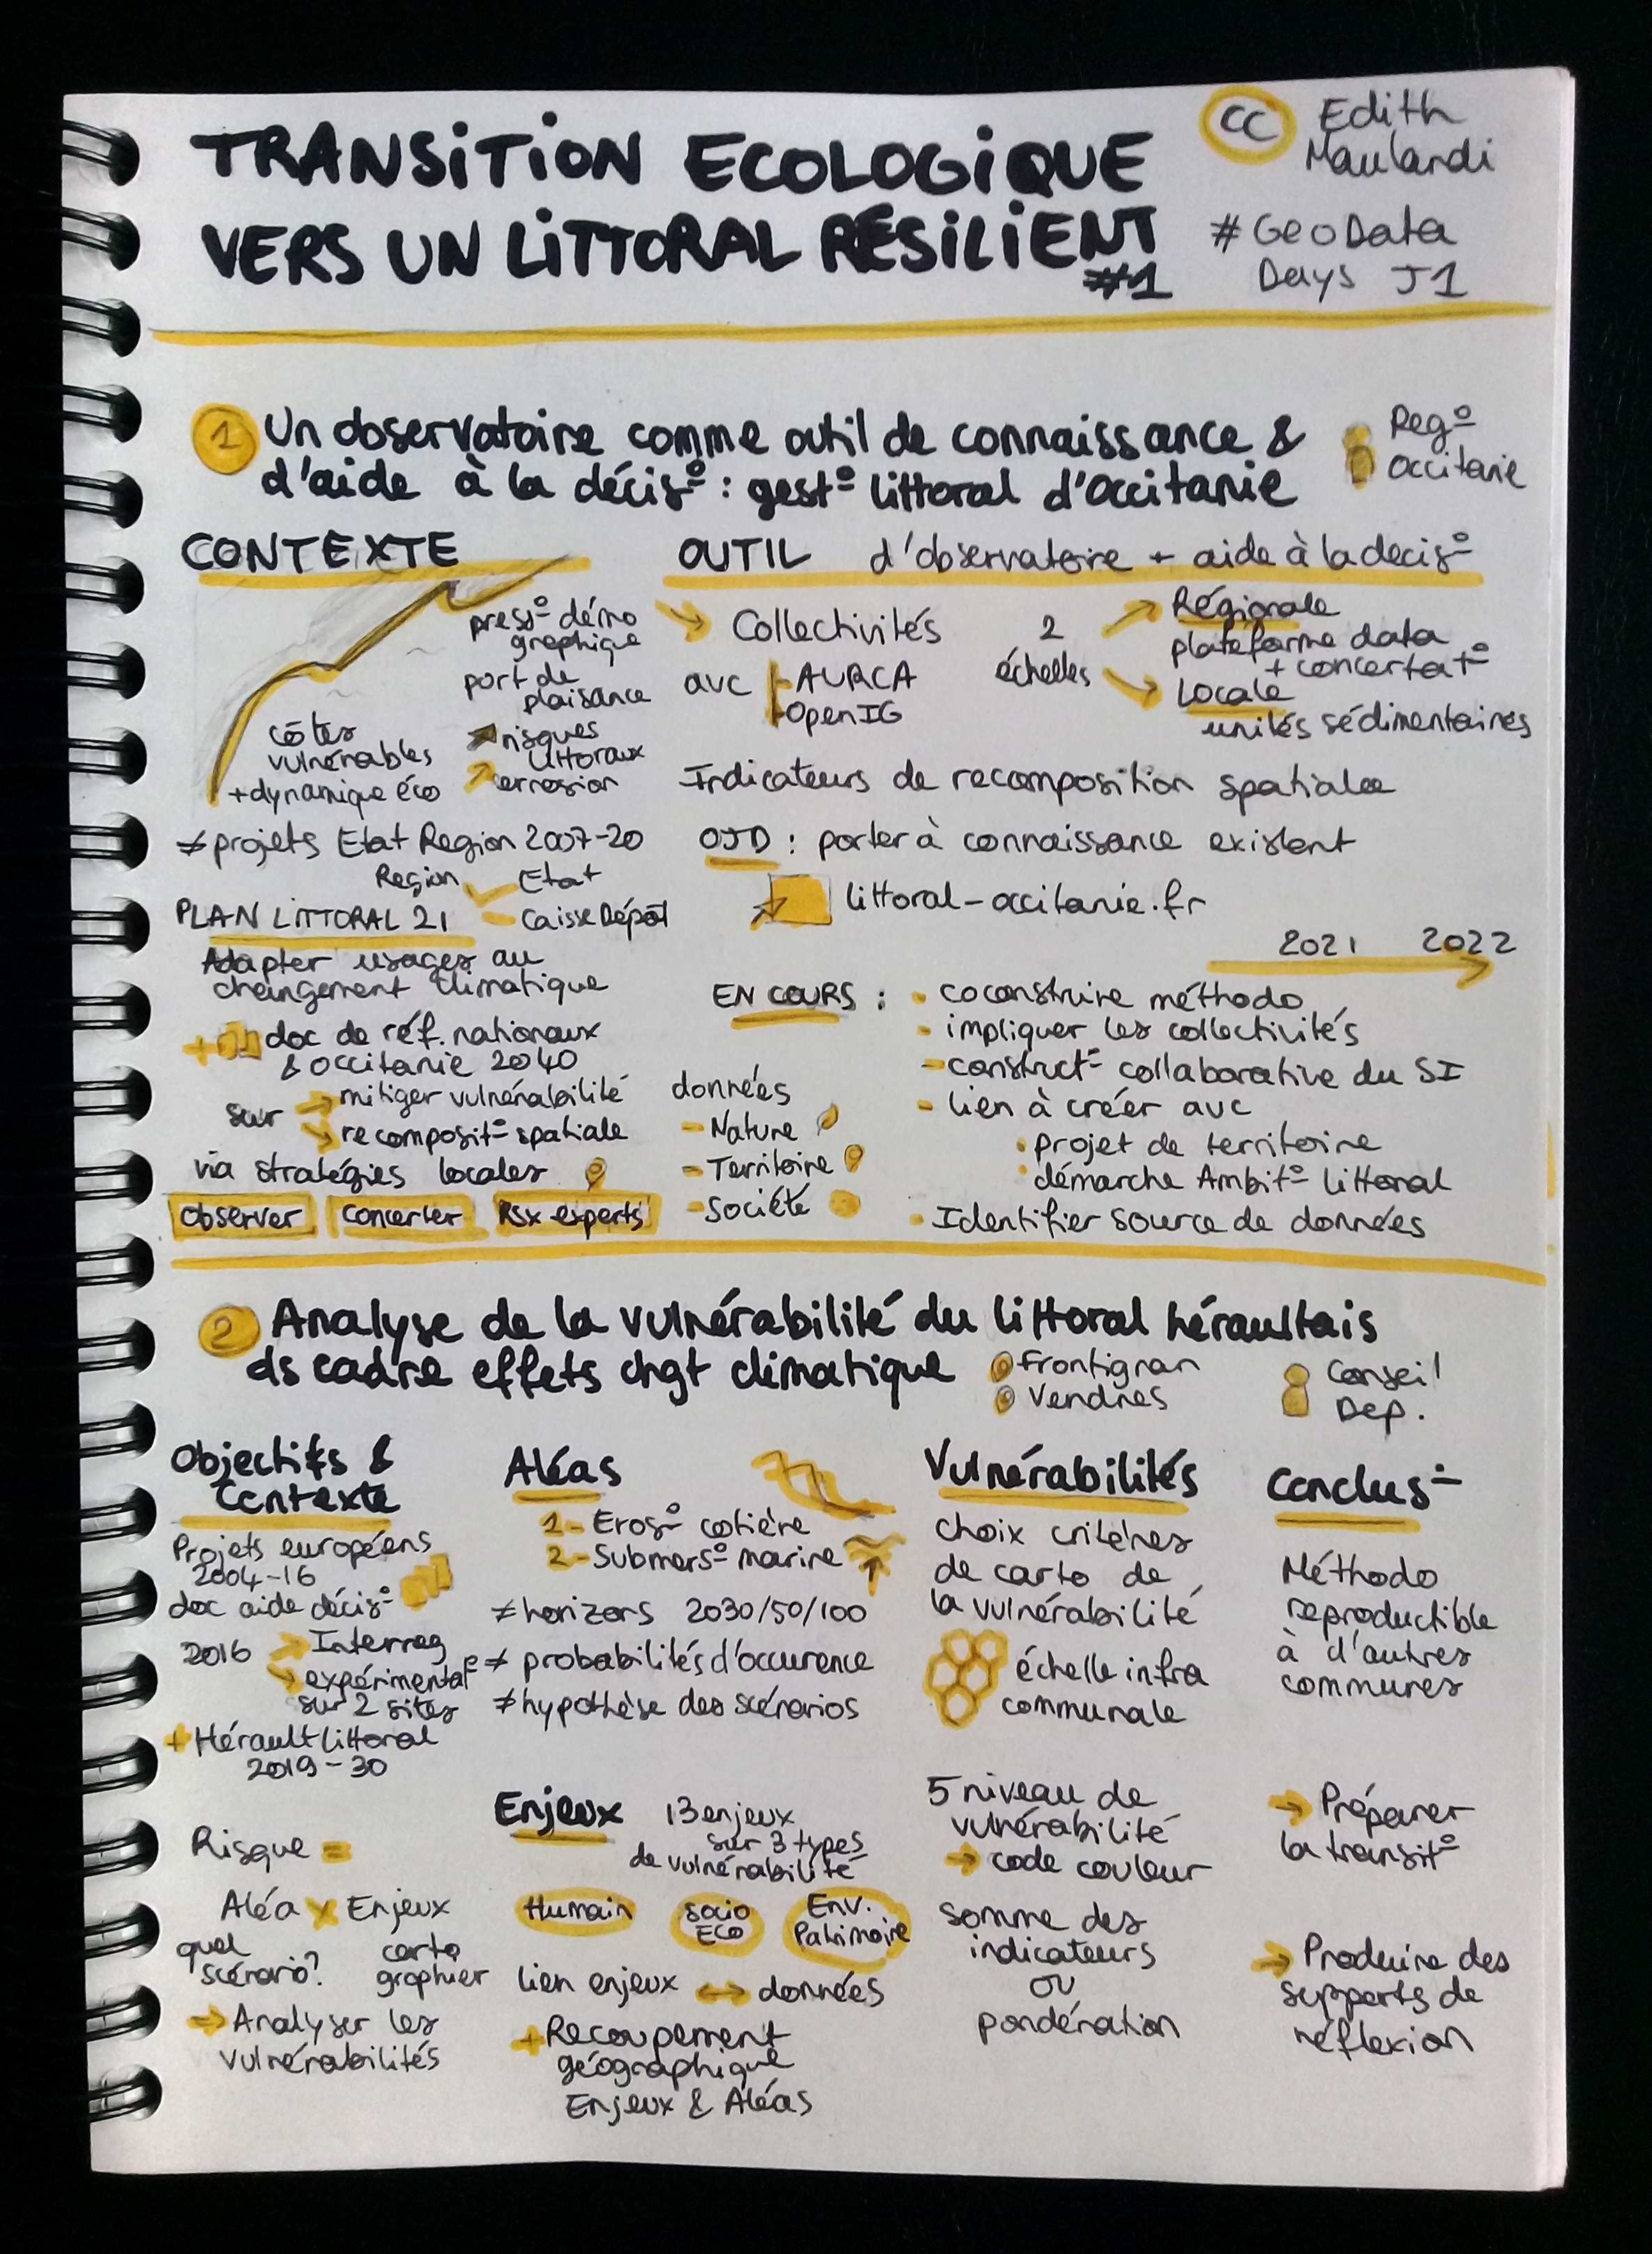 TRANSITION ECOLOGIQUE
VERS UN LITTORAL RESILIENT
#1
CC Edith
Maulandi
#GeoData
Days J1
1 Un observatoire comme outil de connaissance &
d'aide à la décis° : gest° littoral d'Occitanie
Reg°
Occitanie
CONTEXTE
press° démo
graphique
port de
plaisance
côtes
vulnérables
+dynamique éco
risques
littoraux
errosion
≠ projets Etat Region 2007-20
Region
Etat
Caisse Dépôt
PLAN LITTORAL 21
Adapter usages au
changement climatique
+ doc de réf. nationaux
& occitanie 2040
sur
mitiger vulnérabilité
recomposit° spatiale
via stratégies locales
Observer
Concerter
Rsx experts
OUTIL d'observatoire + aide à la decis°
Collectivités
avc
AURCA
OpenIG
2
échelles
Régionale
plateforme data
+ concertat°
Locale
unités sédimentaires
Indicateurs de recomposition spatiale
OJD : porter à connaissance existent
littoral-occitanie.fr
2021 2022
EN COURS :
- coconstruire méthodo
- impliquer les collectivités
- construct° collaborative du SI
- lien à créer avc
• projet de territoire
• démarche Ambit° littoral
- Identifier source de données
données
- Nature
- Territoire
- Société
2 Analyse de la vulnérabilité du littoral héraultais
ds cadre effets chgt climatique
Frontignan
Vendres
Conseil
Dep.
Objectifs &
Contexte
Projets européens
2004-16
doc aide décis°
2016
Interreg
expérimentat°
sur 2 sites
+ Hérault littoral
2019-30
Risque =
Aléa x Enjeux
quel
scénario?
carto
graphier
Analyser les
vulnérabilités
Aléas
1- Eros° cotière
2- Submers° marine
≠ horizons 2030/50/100
≠ probabilités d'occurence
≠ hypothèse des scénarios
Enjeux
13 enjeux
sur 3 types
de vulnérabilité
Humain
socio
ECO
Env.
Patrimoine
lien enjeux ↔ données
+ Recoupement
géographique
Enjeux & Aléas
Vulnérabilités
choix critères
de carto de
la vulnérabilité
échelle infra
communale
5 niveau de
vulnérabilité
→ code couleur
somme des
indicateurs
ou
pondération
Conclus°
Méthodo
reproductible
à d'autres
communes
→ Préparer
la transit°
→ Produire des
supports de
réflexion